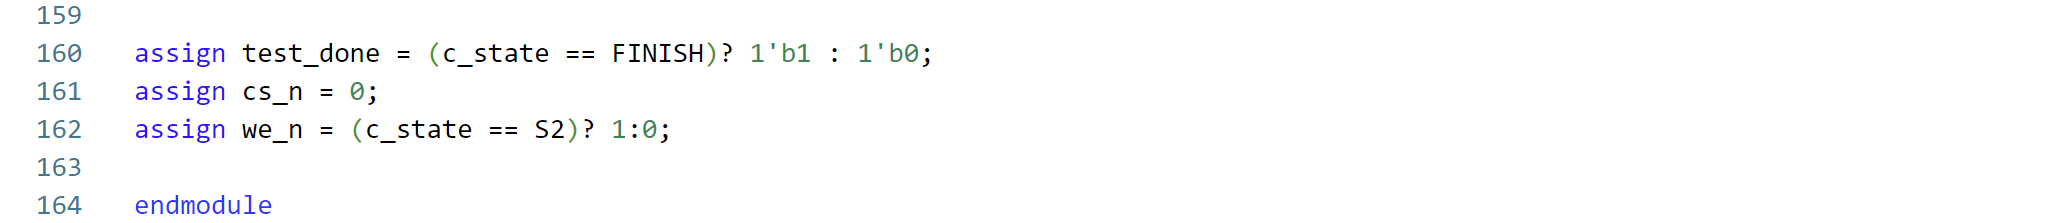 159
160 assign test_done = (c_state == FINISH)? 1'b1 : 1'b0;
161 assign cs_n = 0;
162 assign we_n = (c_state == S2)? 1:0;
163
164 endmodule